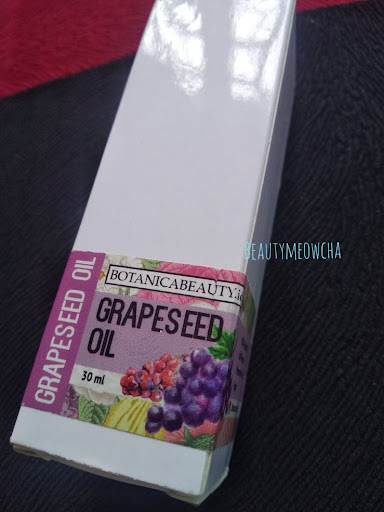 BEAUTYMEOWCHA
BOTANICABEAUTY
GRAPESEED OIL
GRAPESEED
OIL
30 ml